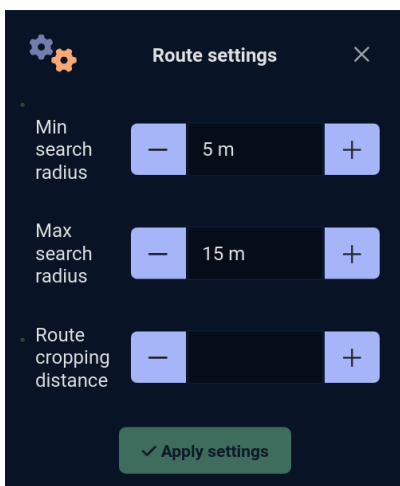 Route settings
Min
search
radius
5 m
Max
search
radius
15 m
Route
cropping
distance
Apply settings